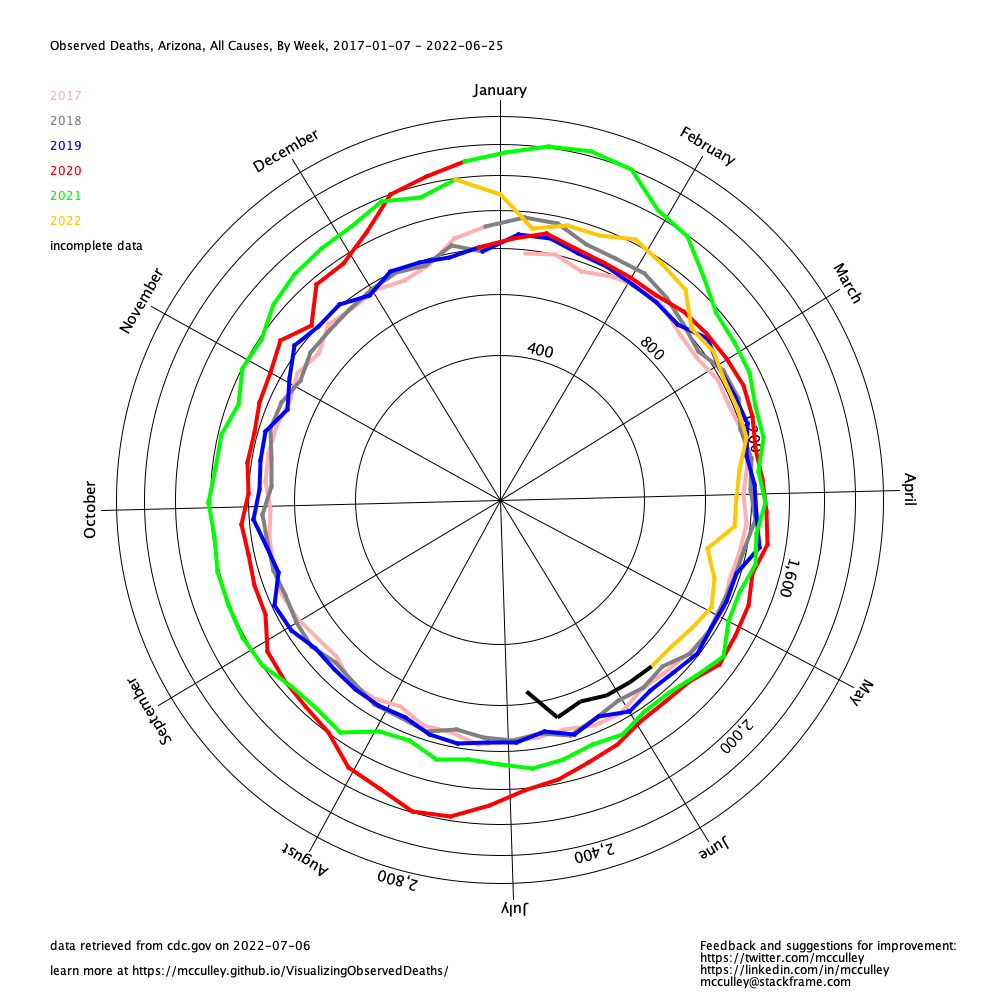 Observed Deaths, Arizona, All Causes, By Week, 2017-01-07 - 2022-06-25
January
2017
2018
2019
2020
2021
2022
incomplete data
December
February
November
March
400
800
1,200
October
April
1,600
September
May
2,000
August
June
2,400
2,800
July
data retrieved from cdc.gov on 2022-07-06
learn more at https://mcculley.github.io/VisualizingObservedDeaths/
Feedback and suggestions for improvement:
https://twitter.com/mcculley
https://linkedin.com/in/mcculley
mcculley@stackframe.com